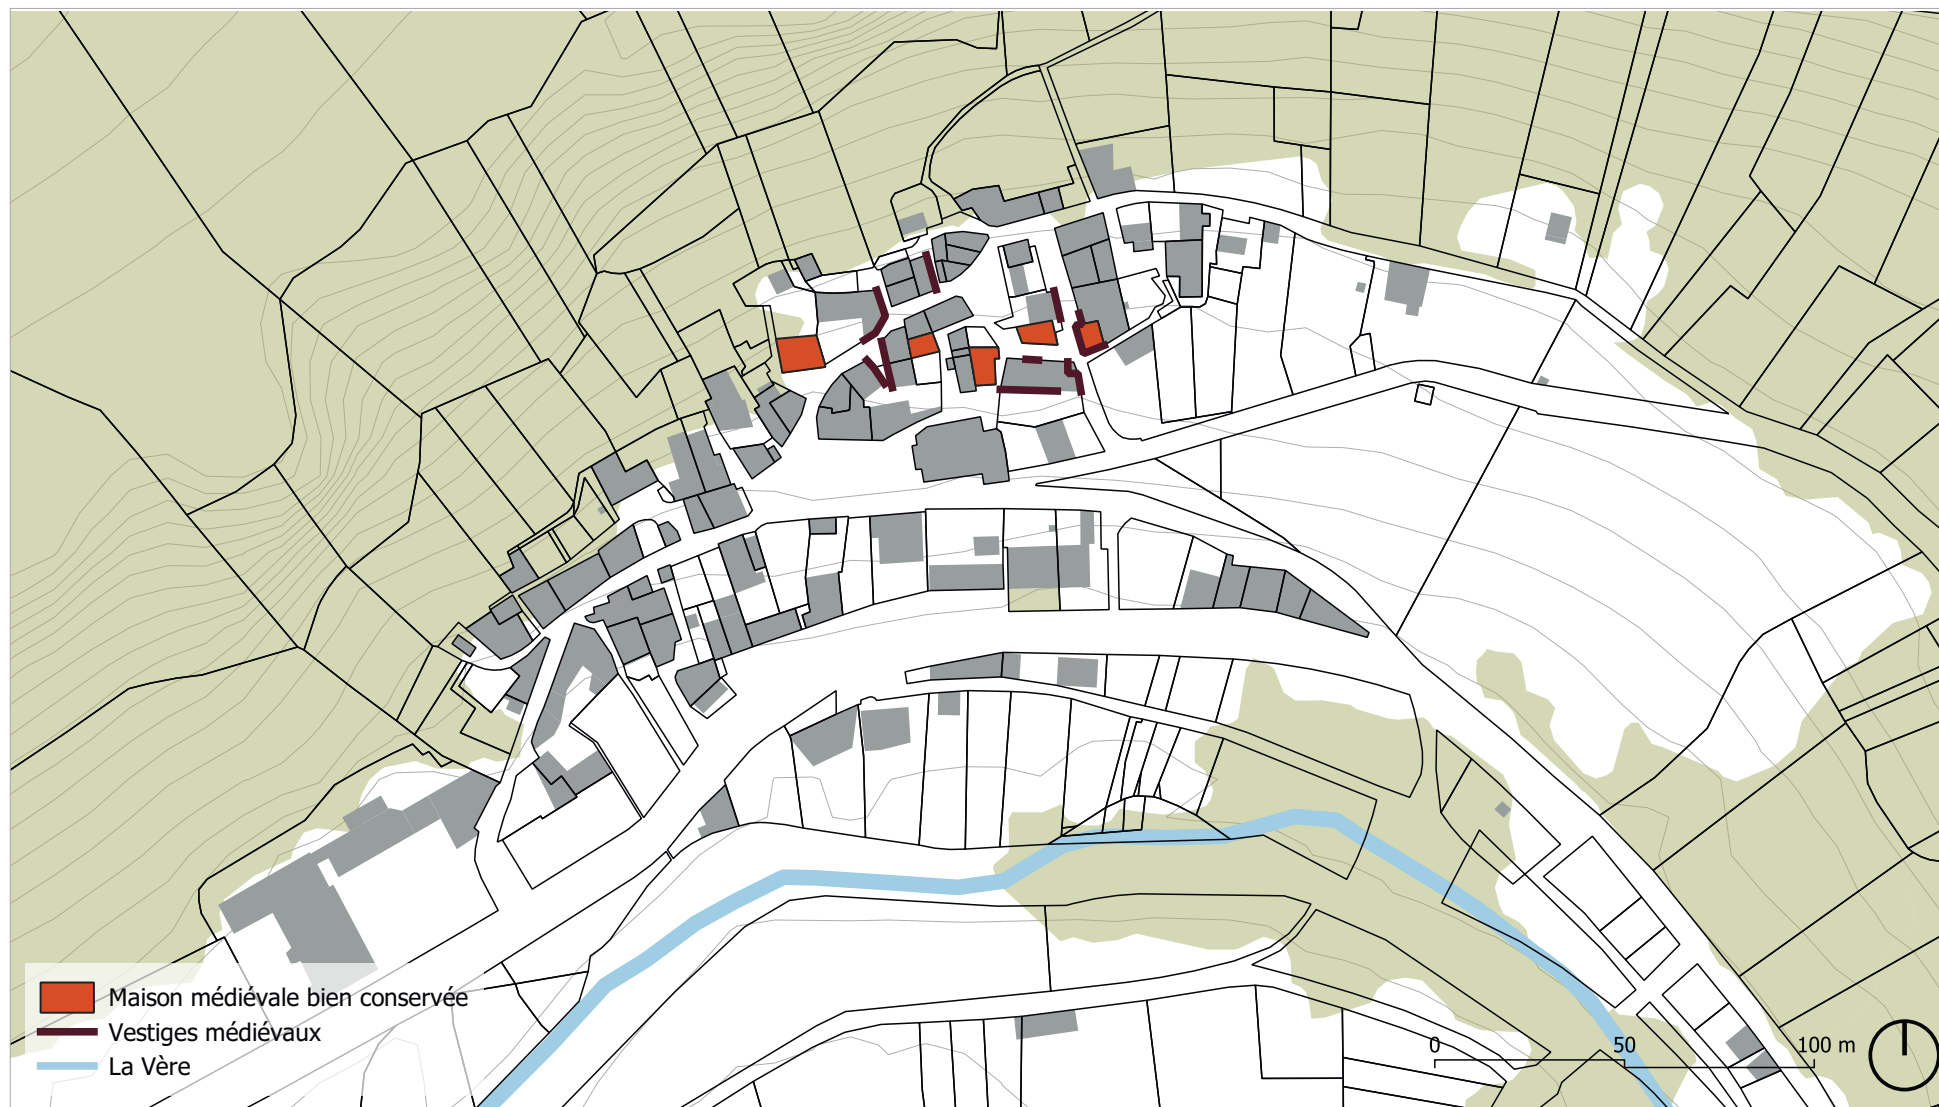 Maison médiévale bien conservée
Vestiges médiévaux
La Vère
0 50 100 m